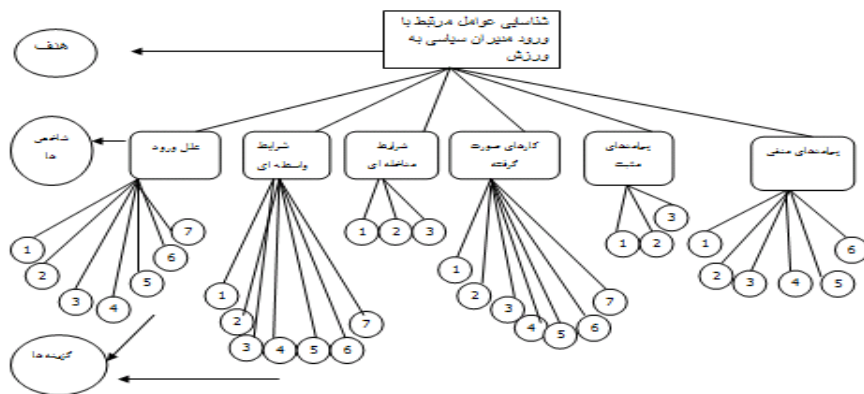 شناسایی عوامل مرتبط با
ورود مدیران سیاسی به
ورزش
هدف
شاخص
ها
علل ورود
شرایط
واسطه ای
شرایط
مداخله ای
کارهای صورت
گرفته
پیامدهای
مثبت
پیامدهای منفی
1
2
3
4
5
6
7
1
2
3
4
5
6
7
1
2
3
1
2
3
4
5
6
7
1
2
3
1
2
3
4
5
6
گزینه ها